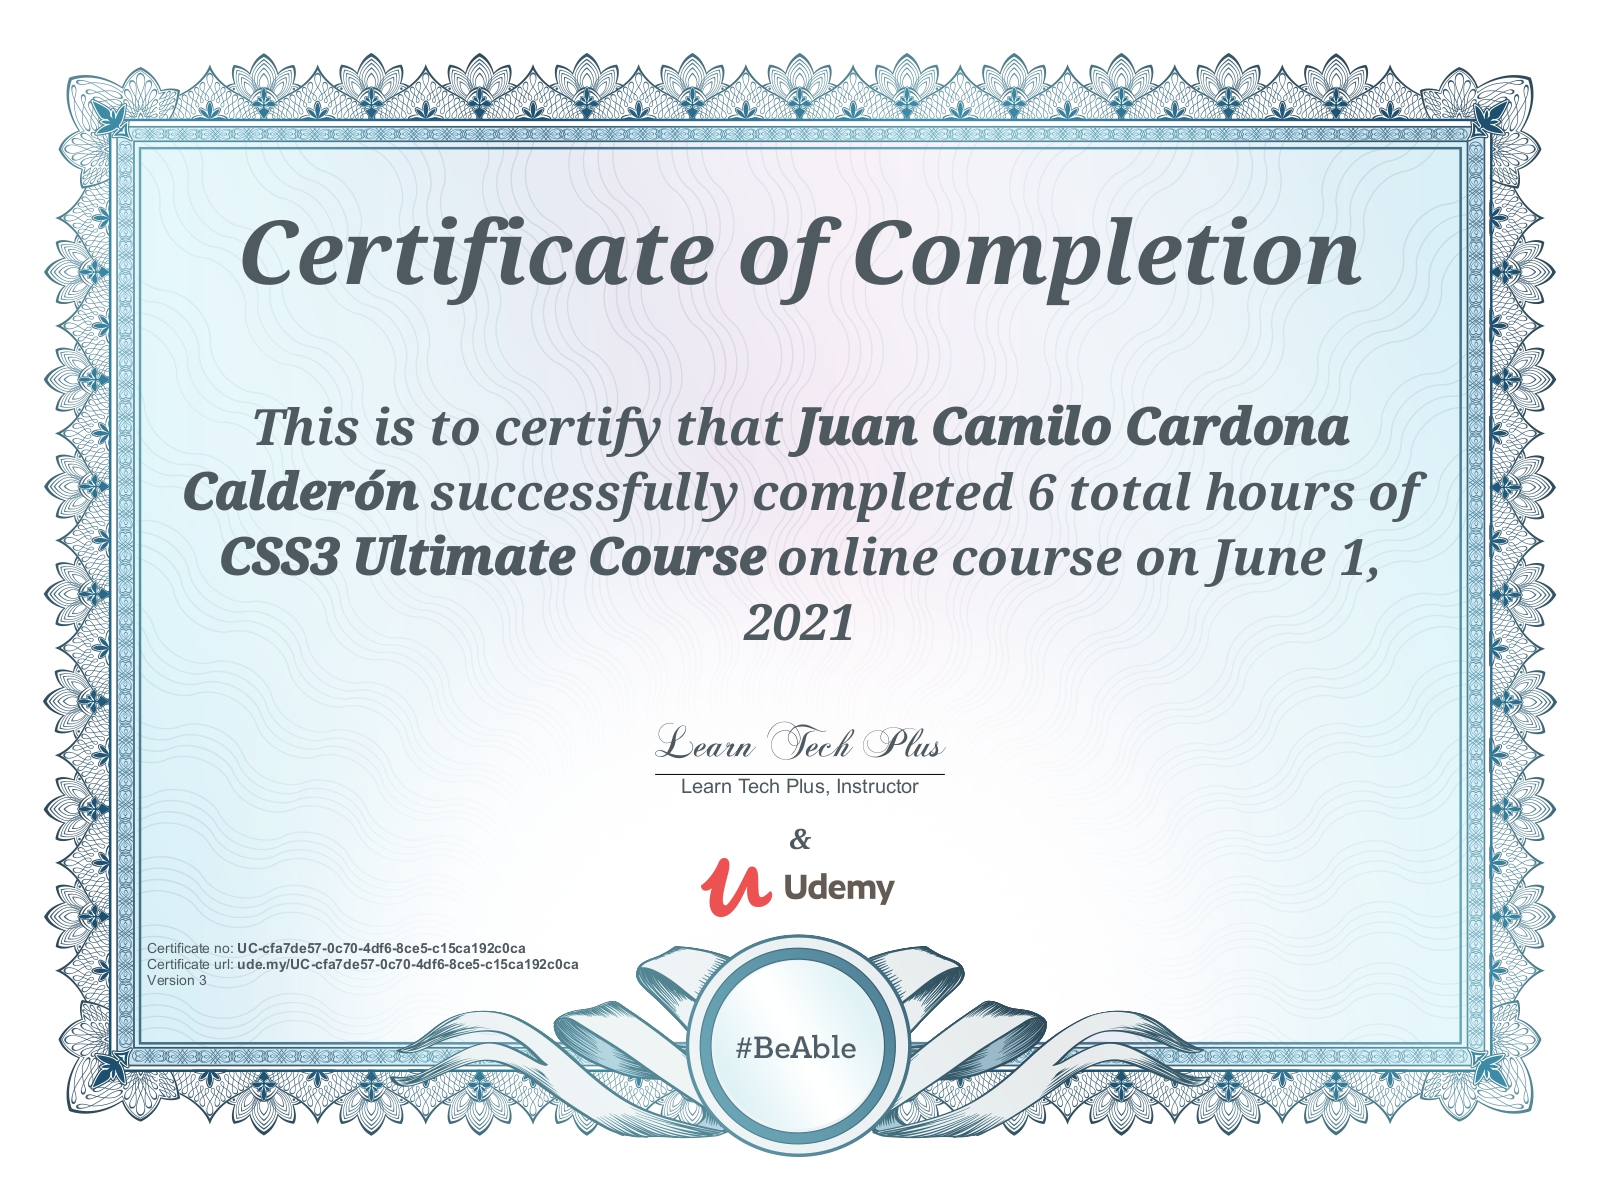 Certificate of Completion
This is to certify that Juan Camilo Cardona
Calderón successfully completed 6 total hours of
CSS3 Ultimate Course online course on June 1,
2021
Learn Tech Plus
Learn Tech Plus, Instructor
&
Udemy
Certificate no: UC-cfa7de57-0c70-4df6-8ce5-c15ca192c0ca
Certificate url: ude.my/UC-cfa7de57-0c70-4df6-8ce5-c15ca192c0ca
Version 3
#BeAble